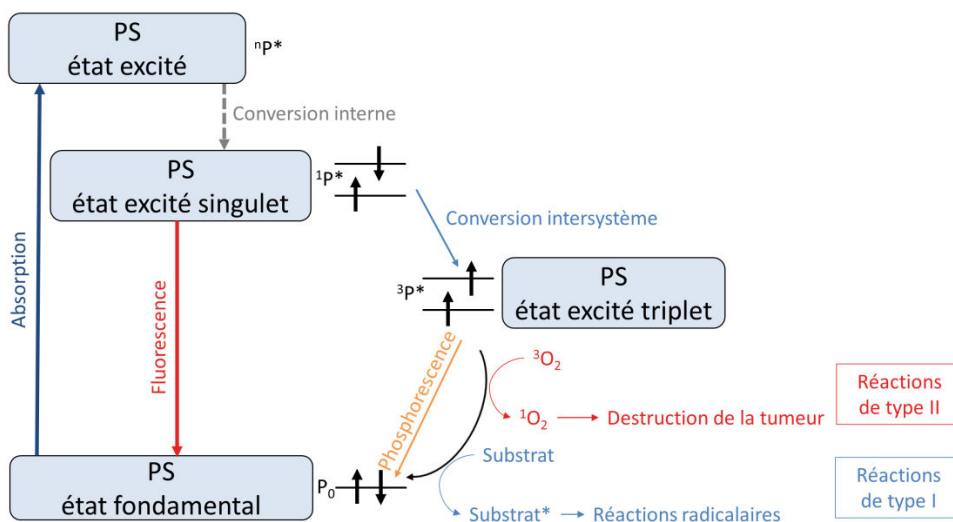 PS
état excité
ⁿP*
Conversion interne
PS
état excité singulet
¹P*
Conversion intersystème
PS
état excité triplet
³P*
Absorption
Fluorescence
Phosphorescence
³O₂
¹O₂
Destruction de la tumeur
Réactions
de type II
Substrat
PS
état fondamental
P₀
Substrat*
Réactions radicalaires
Réactions
de type I